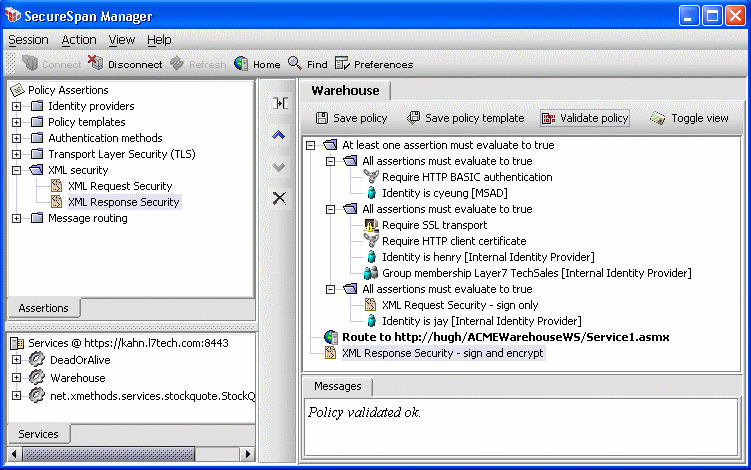 SecureSpan Manager
Session Action View Help
Connect Disconnect Refresh Home Find Preferences
Policy Assertions
Identity providers
Policy templates
Authentication methods
Transport Layer Security (TLS)
XML security
XML Request Security
XML Response Security
Message routing
Assertions
Services @ https://kahn.l7tech.com:8443
DeadOrAlive
Warehouse
net.xmethods.services.stockquote.StockQ
Services
Warehouse
Save policy Save policy template Validate policy Toggle view
At least one assertion must evaluate to true
All assertions must evaluate to true
Require HTTP BASIC authentication
Identity is cyeung [MSAD]
All assertions must evaluate to true
Require SSL transport
Require HTTP client certificate
Identity is henry [Internal Identity Provider]
Group membership Layer7 TechSales [Internal Identity Provider]
All assertions must evaluate to true
XML Request Security - sign only
Identity is jay [Internal Identity Provider]
Route to http://hugh/ACMEWarehouseWS/Service1.asmx
XML Response Security - sign and encrypt
Messages
Policy validated ok.